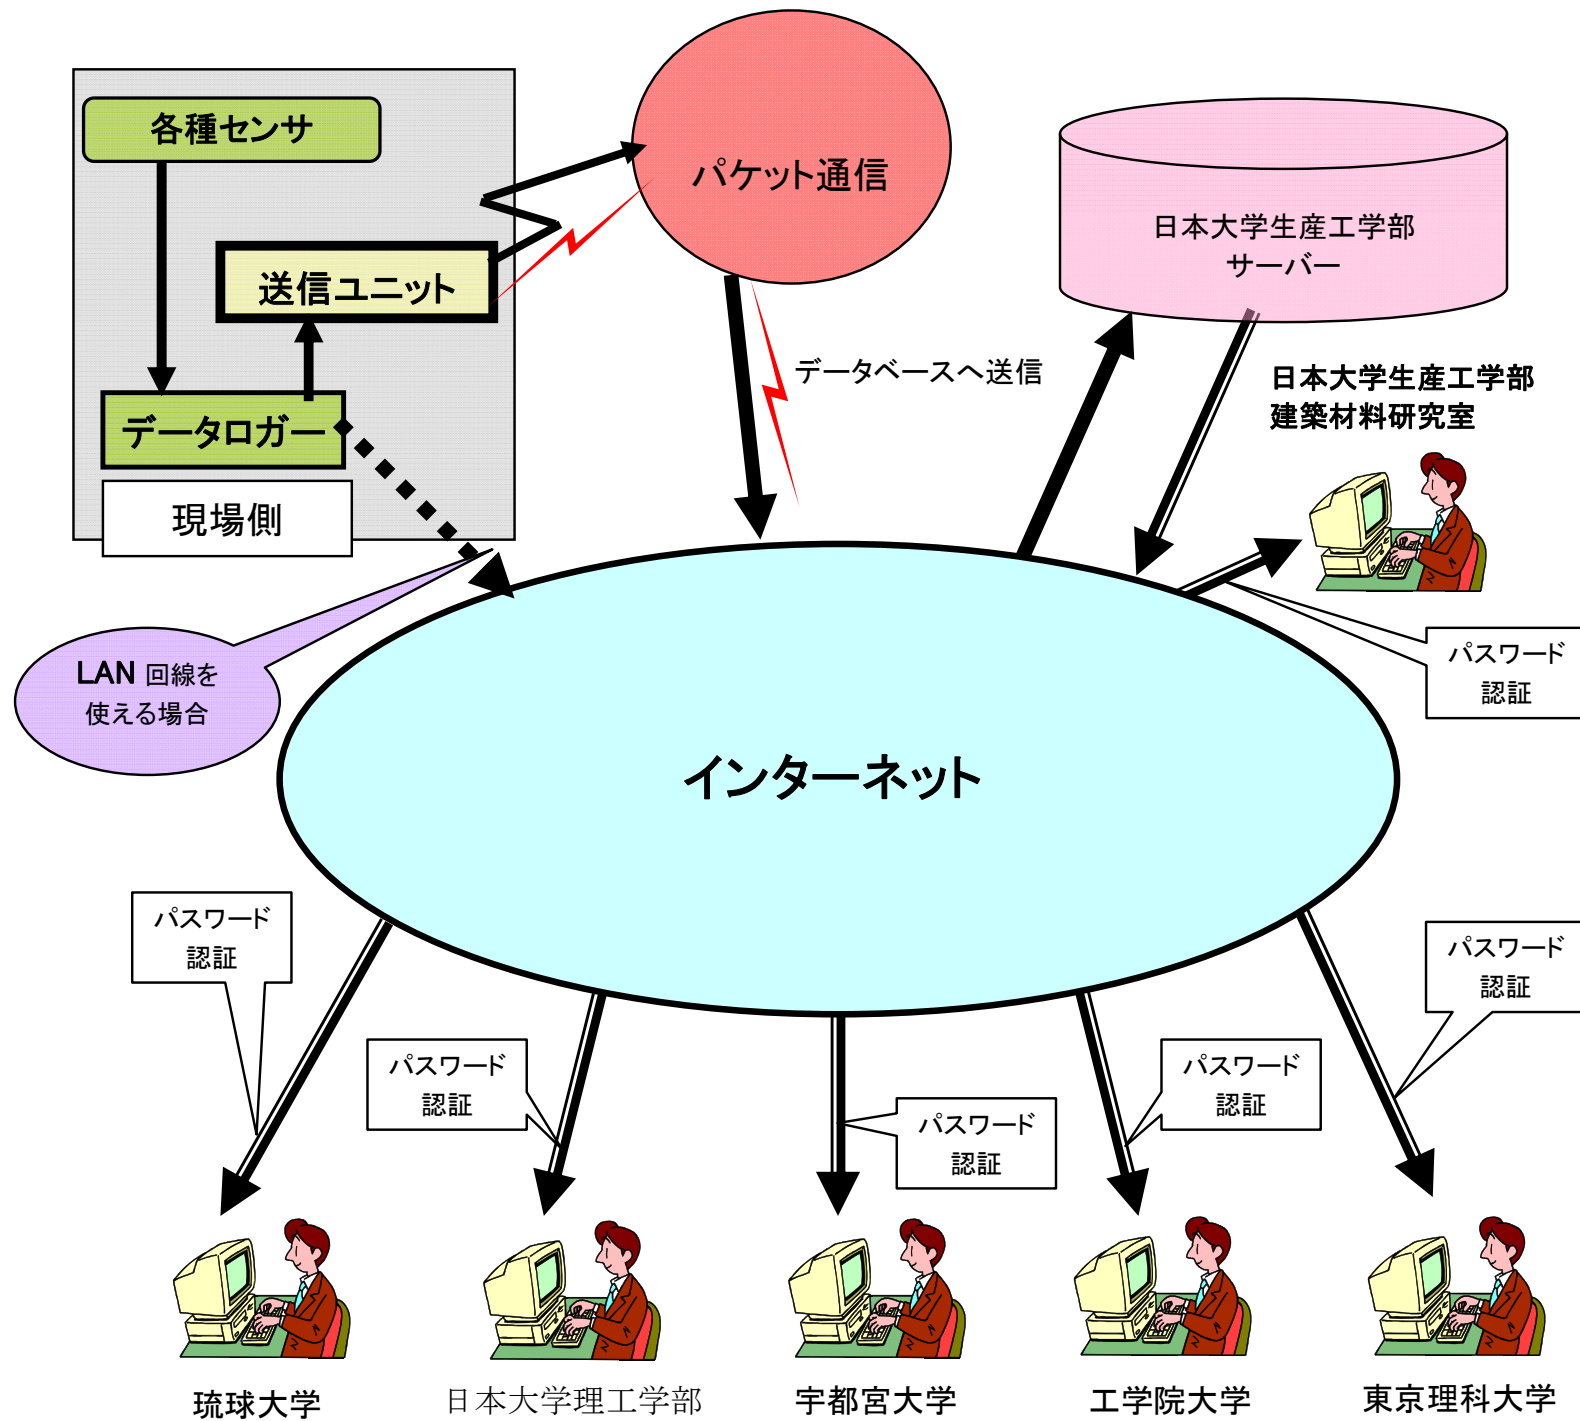 各種センサ
パケット通信
日本大学生産工学部
サーバー
送信ユニット
データベースへ送信
日本大学生産工学部
建築材料研究室
データロガー
現場側
パスワード
認証
LAN 回線を
使える場合
インターネット
パスワード
認証
パスワード
認証
パスワード
認証
パスワード
認証
パスワード
認証
琉球大学
日本大学理工学部
宇都宮大学
工学院大学
東京理科大学